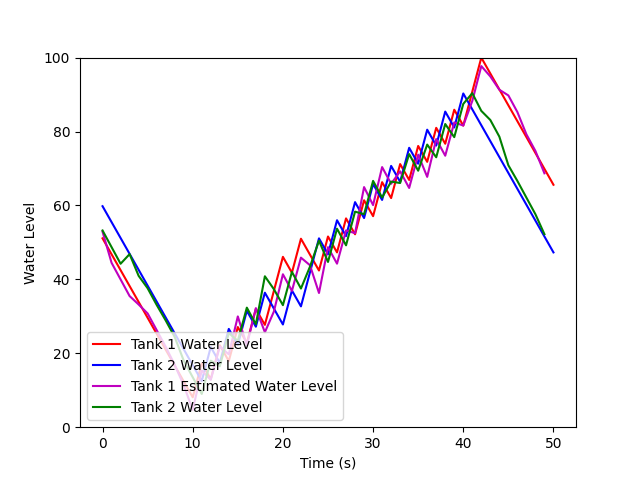 100
80
60
40
20
0
Water Level
Tank 1 Water Level
Tank 2 Water Level
Tank 1 Estimated Water Level
Tank 2 Water Level
0 10 20 30 40 50
Time (s)